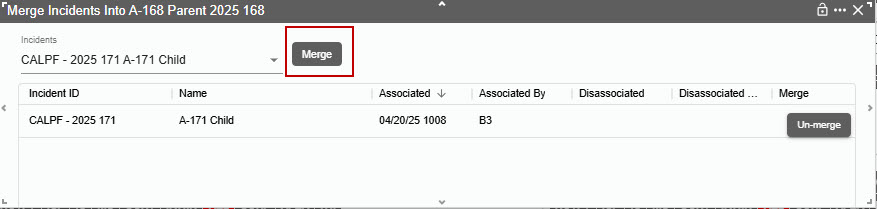 Merge Incidents Into A-168 Parent 2025 168
Incidents
CALPF - 2025 171 A-171 Child
Merge
Incident ID Name Associated ↓ Associated By Disassociated Disassociated ... Merge
CALPF - 2025 171 A-171 Child 04/20/25 1008 B3 Un-merge